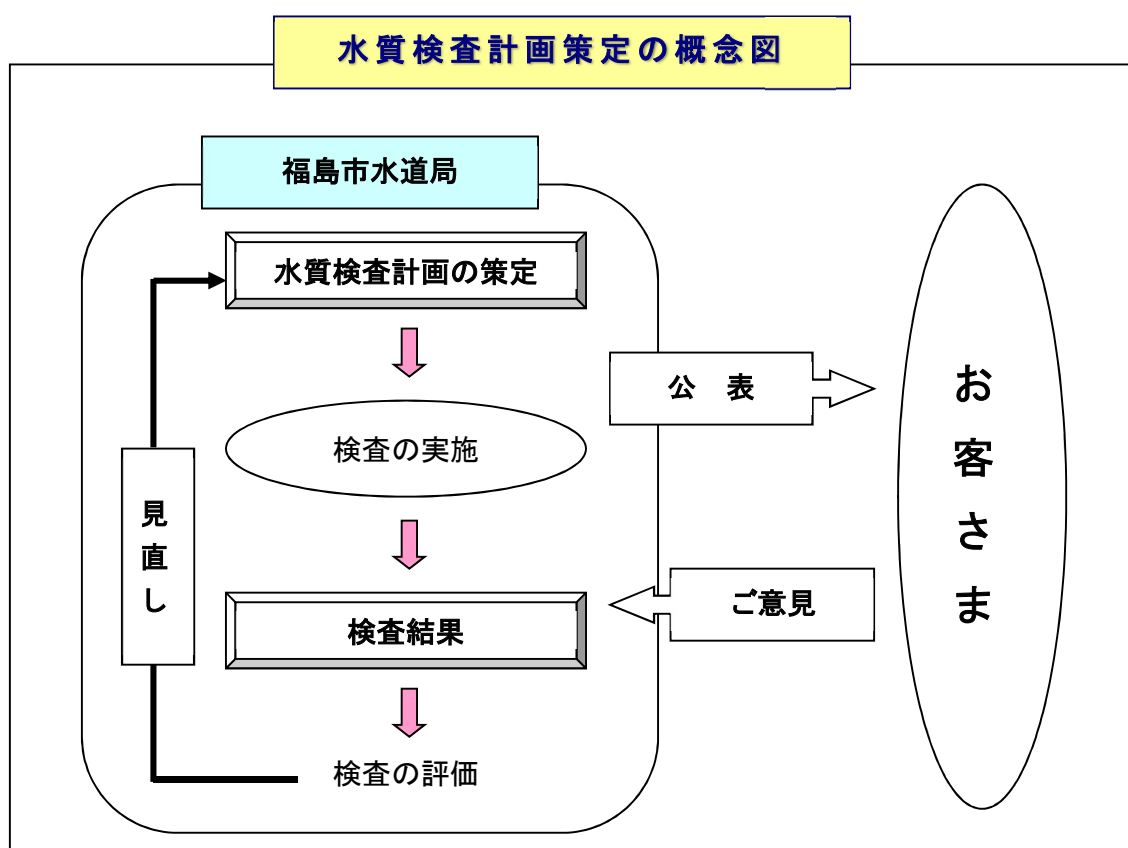 水質検査計画策定の概念図
福島市水道局
水質検査計画の策定
検査の実施
検査結果
検査の評価
見直し
公　表
ご意見
お客さま